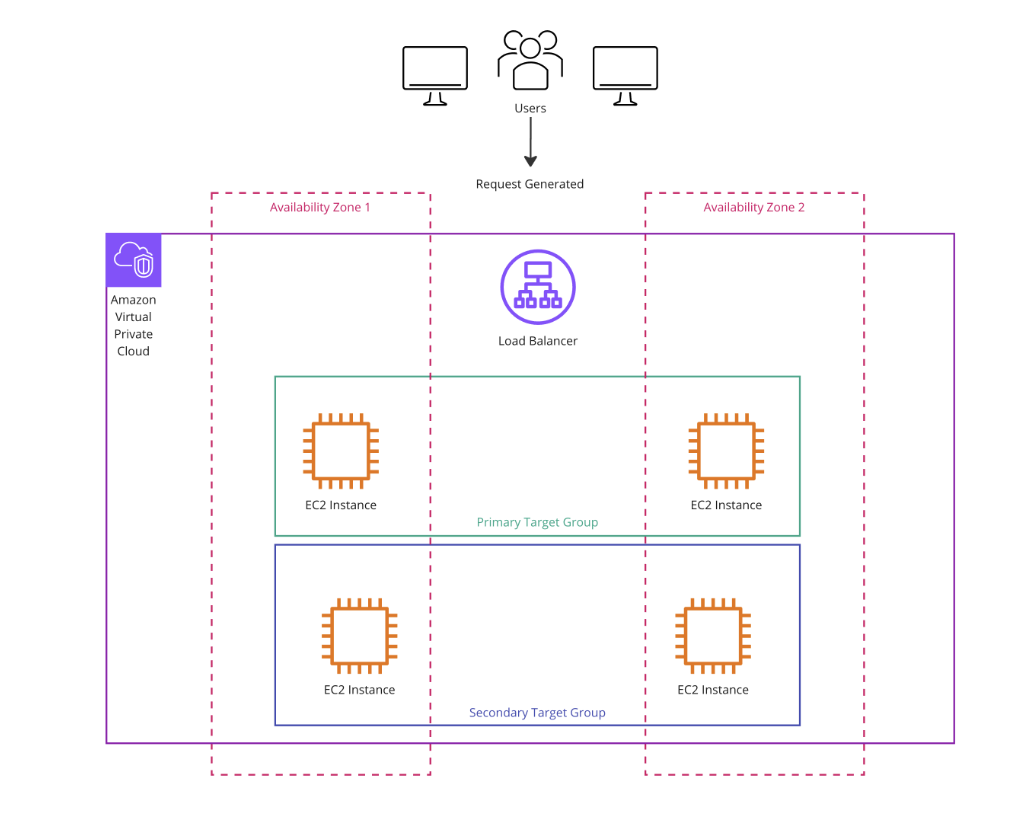 Users
Request Generated
Availability Zone 1
Availability Zone 2
Amazon
Virtual
Private
Cloud
Load Balancer
EC2 Instance
EC2 Instance
Primary Target Group
EC2 Instance
EC2 Instance
Secondary Target Group